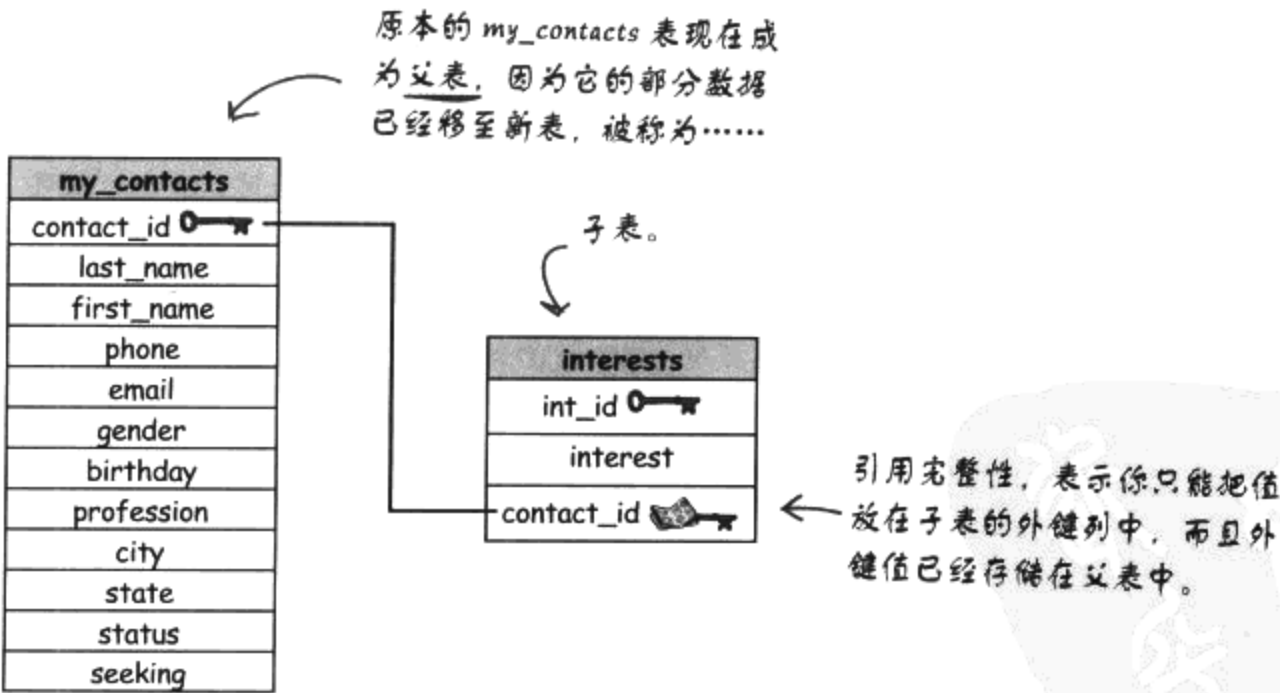 原本的 my_contacts 表现在成
为父表，因为它的部分数据
已经移至新表，被称为……
my_contacts
contact_id
last_name
first_name
phone
email
gender
birthday
profession
city
state
status
seeking
子表。
interests
int_id
interest
contact_id
引用完整性，表示你只能把值
放在子表的外键列中，而且外
键值已经存储在父表中。